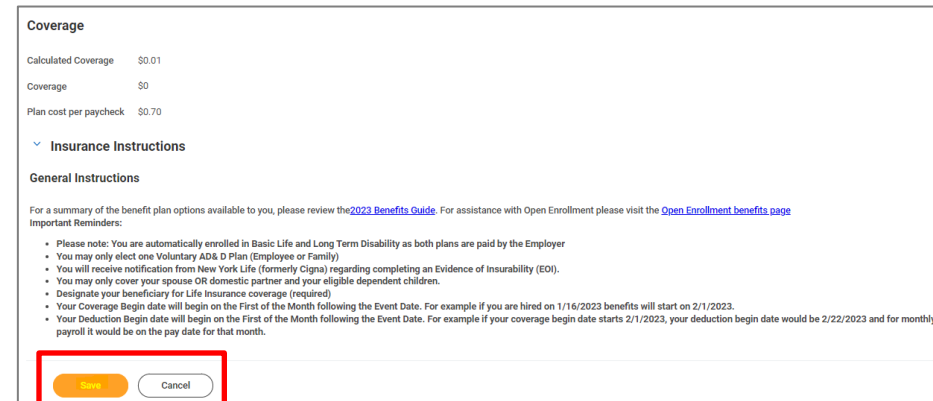 Coverage
Calculated Coverage $0.01
Coverage $0
Plan cost per paycheck $0.70
Insurance Instructions
General Instructions
For a summary of the benefit plan options available to you, please review the2023 Benefits Guide. For assistance with Open Enrollment please visit the Open Enrollment benefits page
Important Reminders:
• Please note: You are automatically enrolled in Basic Life and Long Term Disability as both plans are paid by the Employer
• You may only elect one Voluntary AD& D Plan (Employee or Family)
• You will receive notification from New York Life (formerly Cigna) regarding completing an Evidence of Insurability (EOI).
• You may only cover your spouse OR domestic partner and your eligible dependent children.
• Designate your beneficiary for Life Insurance coverage (required)
• Your Coverage Begin date will begin on the First of the Month following the Event Date. For example if you are hired on 1/16/2023 benefits will start on 2/1/2023.
• Your Deduction Begin date will begin on the First of the Month following the Event Date. For example if your coverage begin date starts 2/1/2023, your deduction begin date would be 2/22/2023 and for monthly
payroll it would be on the pay date for that month.
Save Cancel